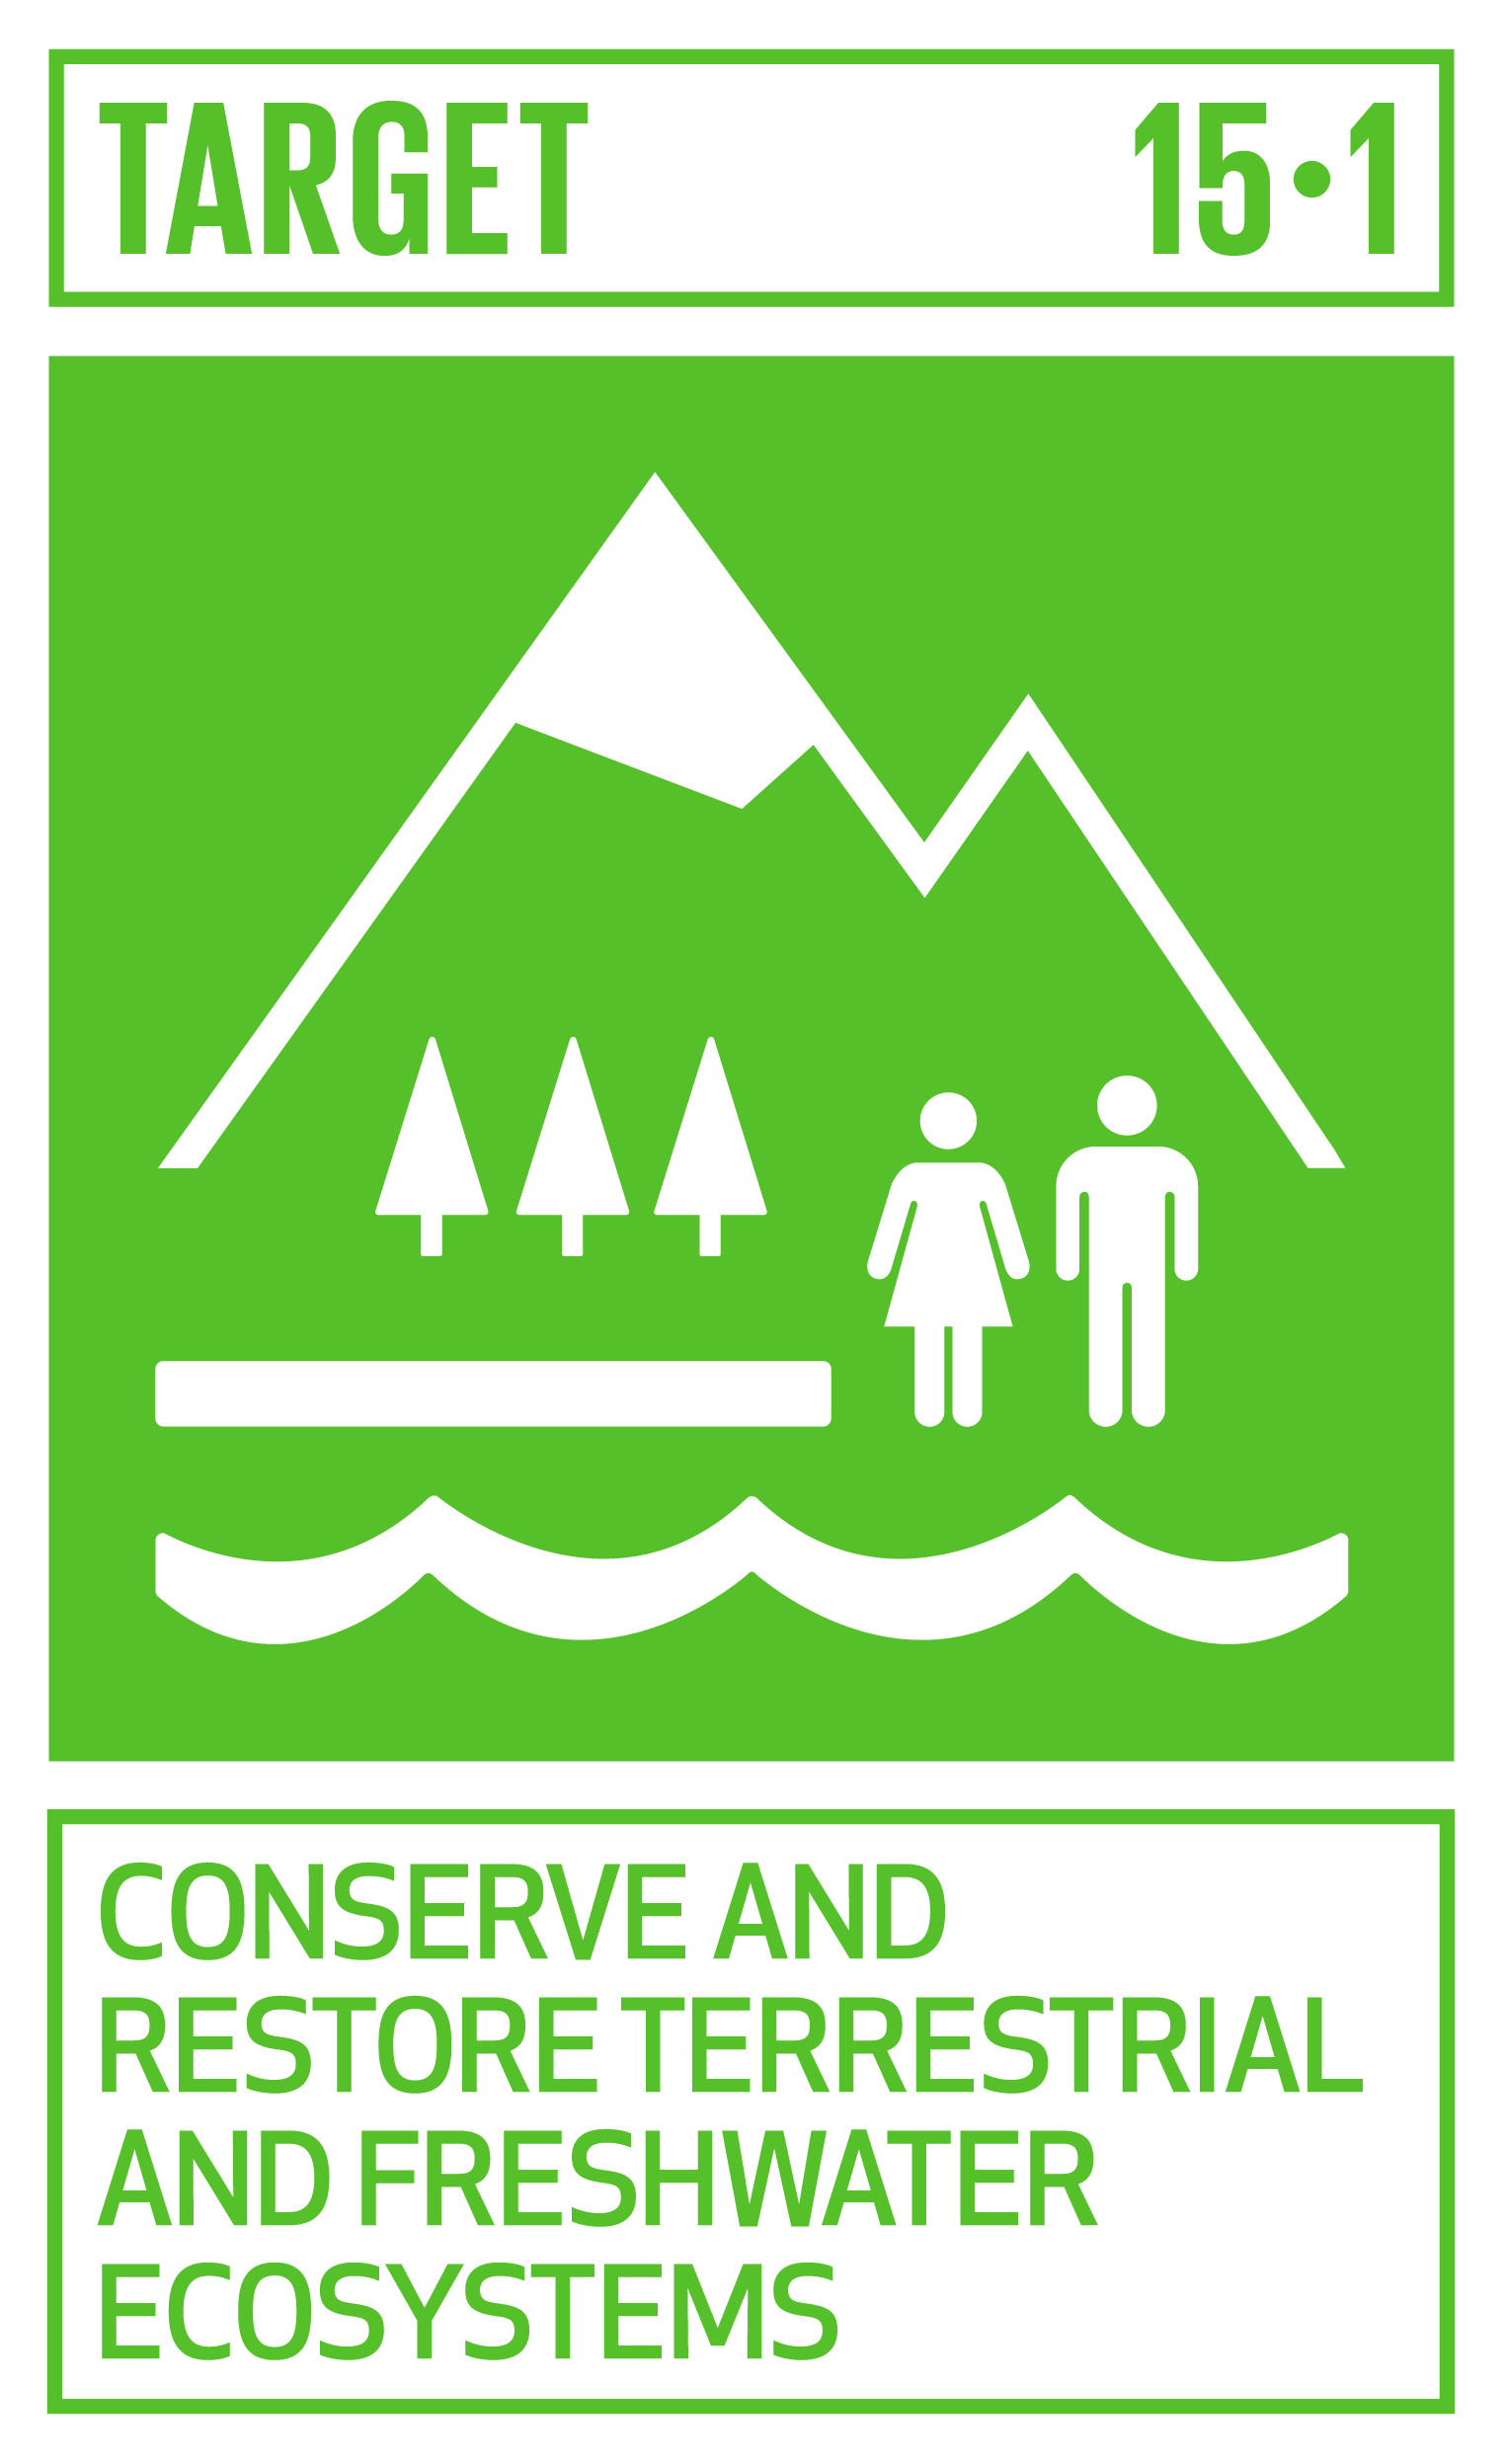 TARGET 15·1
CONSERVE AND
RESTORE TERRESTRIAL
AND FRESHWATER
ECOSYSTEMS